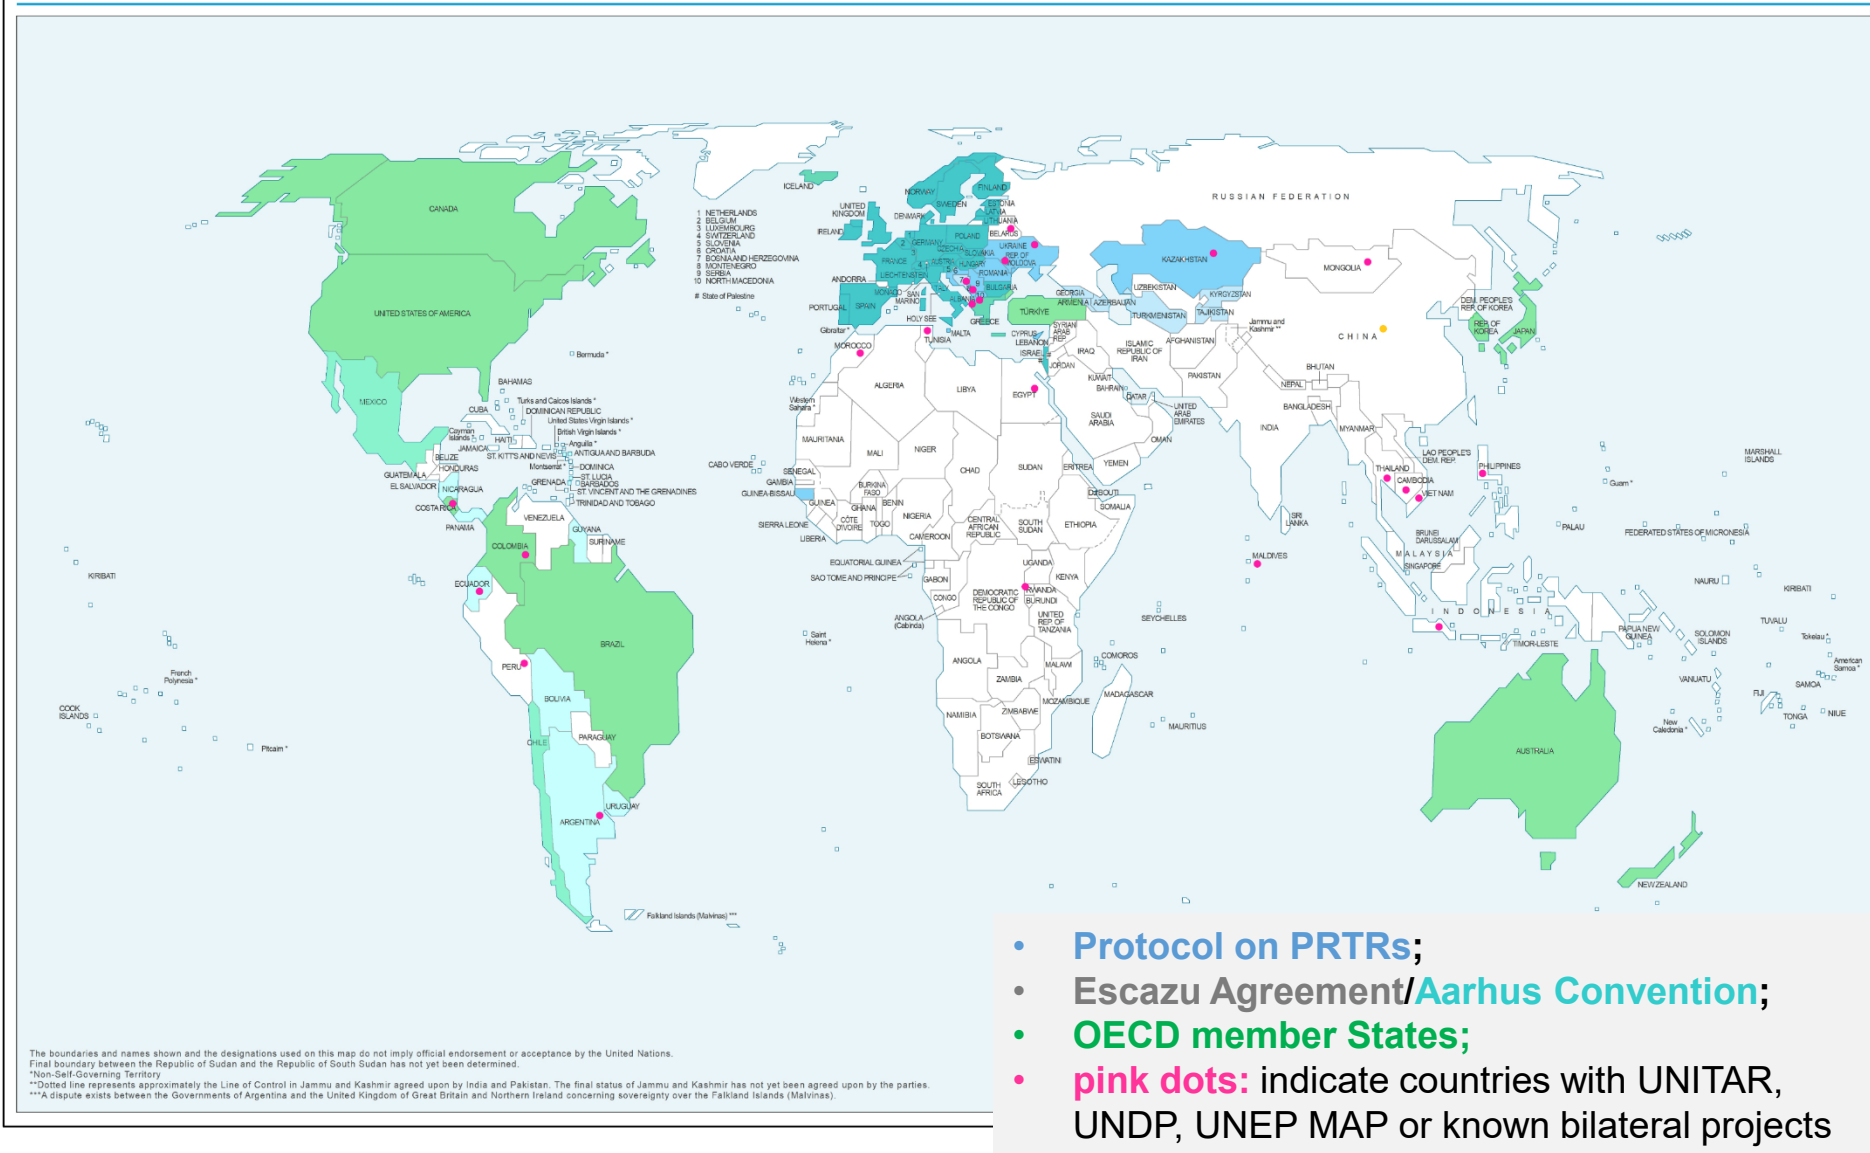 CANADA
UNITED STATES OF AMERICA
MEXICO
Bermuda *
BAHAMAS
Turks and Caicos Islands *
CUBA
DOMINICAN REPUBLIC
United States Virgin Islands *
Cayman
Islands *
British Virgin Islands *
HAITI
Anguilla *
JAMAICA
ANTIGUA AND BARBUDA
BELIZE
ST. KITTS AND NEVIS
HONDURAS
Montserrat *
DOMINICA
GUATEMALA
ST. LUCIA
EL SALVADOR
NICARAGUA
GRENADA
BARBADOS
ST. VINCENT AND THE GRENADINES
TRINIDAD AND TOBAGO
COSTA RICA
PANAMA
VENEZUELA
GUYANA
SURINAME
COLOMBIA
ECUADOR
BRAZIL
PERU
BOLIVIA
CHILE
PARAGUAY
URUGUAY
ARGENTINA
Falkland Islands (Malvinas) ***
KIRIBATI
French
Polynesia *
COOK
ISLANDS
Pitcairn *
1 NETHERLANDS
2 BELGIUM
3 LUXEMBOURG
4 SWITZERLAND
5 SLOVENIA
6 CROATIA
7 BOSNIA AND HERZEGOVINA
8 MONTENEGRO
9 SERBIA
10 NORTH MACEDONIA
# State of Palestine
ICELAND
NORWAY
FINLAND
SWEDEN
ESTONIA
LATVIA
LITHUANIA
UNITED
KINGDOM
DENMARK
IRELAND
BELARUS
POLAND
GERMANY
UKRAINE
CZECHIA
SLOVAKIA
REP. OF
MOLDOVA
FRANCE
AUSTRIA
HUNGARY
ROMANIA
LIECHTENSTEIN
ANDORRA
MONACO
SAN
MARINO
ITALY
BULGARIA
ALBANIA
PORTUGAL
SPAIN
HOLY SEE
GREECE
Gibraltar *
MALTA
TÜRKİYE
CYPRUS
GEORGIA
ARMENIA
AZERBAIJAN
RUSSIAN FEDERATION
KAZAKHSTAN
UZBEKISTAN
KYRGYZSTAN
TURKMENISTAN
TAJIKISTAN
MONGOLIA
CHINA
DEM. PEOPLE'S
REP. OF KOREA
REP. OF
KOREA
JAPAN
Jammu and
Kashmir **
SYRIAN
ARAB
REP.
LEBANON
ISRAEL
#
JORDAN
IRAQ
ISLAMIC
REPUBLIC OF
IRAN
AFGHANISTAN
PAKISTAN
KUWAIT
BAHRAIN
QATAR
UNITED
ARAB
EMIRATES
SAUDI
ARABIA
OMAN
YEMEN
NEPAL
BHUTAN
BANGLADESH
INDIA
MYANMAR
LAO PEOPLE'S
DEM. REP.
THAILAND
CAMBODIA
VIET NAM
PHILIPPINES
SRI
LANKA
MALDIVES
BRUNEI
DARUSSALAM
MALAYSIA
SINGAPORE
INDONESIA
TIMOR-LESTE
PAPUA NEW
GUINEA
MOROCCO
TUNISIA
ALGERIA
LIBYA
EGYPT
Western
Sahara *
MAURITANIA
MALI
NIGER
CHAD
SUDAN
ERITREA
DJIBOUTI
SOMALIA
ETHIOPIA
CABO VERDE
SENEGAL
GAMBIA
GUINEA-BISSAU
GUINEA
BURKINA
FASO
BENIN
GHANA
CÔTE
D'IVOIRE
TOGO
SIERRA LEONE
LIBERIA
NIGERIA
CAMEROON
CENTRAL
AFRICAN
REPUBLIC
SOUTH
SUDAN
EQUATORIAL GUINEA
SAO TOME AND PRINCIPE
GABON
CONGO
DEMOCRATIC
REPUBLIC OF
THE CONGO
UGANDA
KENYA
RWANDA
BURUNDI
UNITED
REP. OF
TANZANIA
ANGOLA
(Cabinda)
Saint
Helena *
ANGOLA
ZAMBIA
MALAWI
MOZAMBIQUE
ZIMBABWE
NAMIBIA
BOTSWANA
ESWATINI
LESOTHO
SOUTH
AFRICA
COMOROS
MADAGASCAR
SEYCHELLES
MAURITIUS
MARSHALL
ISLANDS
Guam *
PALAU
FEDERATED STATES OF MICRONESIA
NAURU
KIRIBATI
TUVALU
SOLOMON
ISLANDS
Tokelau *
American
Samoa *
VANUATU
SAMOA
FIJI
TONGA
NIUE
New
Caledonia *
AUSTRALIA
NEW ZEALAND
The boundaries and names shown and the designations used on this map do not imply official endorsement or acceptance by the United Nations.
Final boundary between the Republic of Sudan and the Republic of South Sudan has not yet been determined.
*Non-Self-Governing Territory
**Dotted line represents approximately the Line of Control in Jammu and Kashmir agreed upon by India and Pakistan. The final status of Jammu and Kashmir has not yet been agreed upon by the parties.
***A dispute exists between the Governments of Argentina and the United Kingdom of Great Britain and Northern Ireland concerning sovereignty over the Falkland Islands (Malvinas).
• Protocol on PRTRs;
• Escazu Agreement/Aarhus Convention;
• OECD member States;
• pink dots: indicate countries with UNITAR,
UNDP, UNEP MAP or known bilateral projects